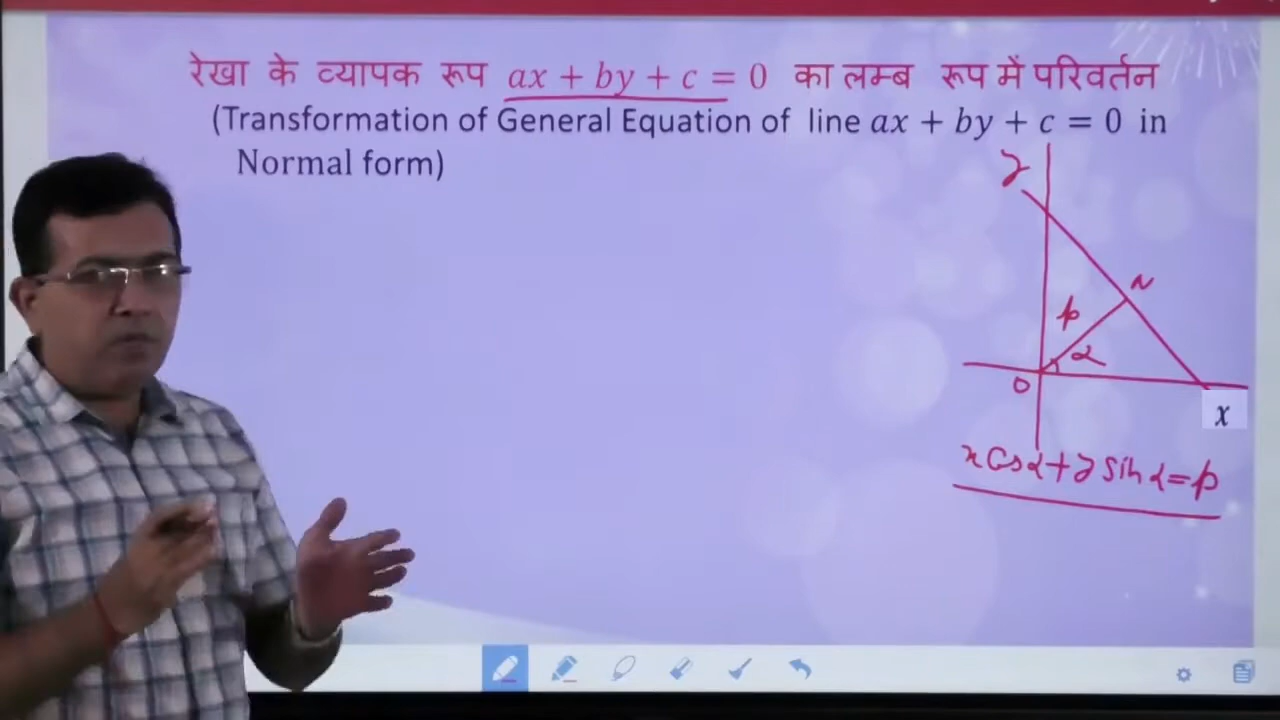 रेखा के व्यापक रूप ax + by + c = 0 का लम्ब रूप में परिवर्तन
(Transformation of General Equation of line ax + by + c = 0 in
Normal form)
y
N
p
α
O
x
x cos α + y sin α = p